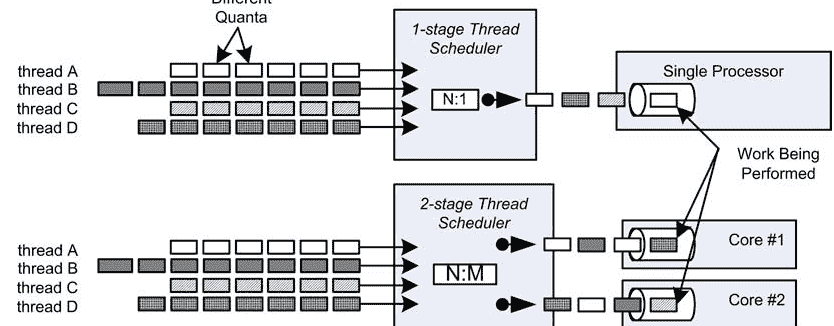 Different
Quanta
1-stage Thread
Scheduler
thread A
thread B
thread C
thread D
N:1
Single Processor
Work Being
Performed
2-stage Thread
Scheduler
thread A
thread B
thread C
thread D
N:M
Core #1
Core #2